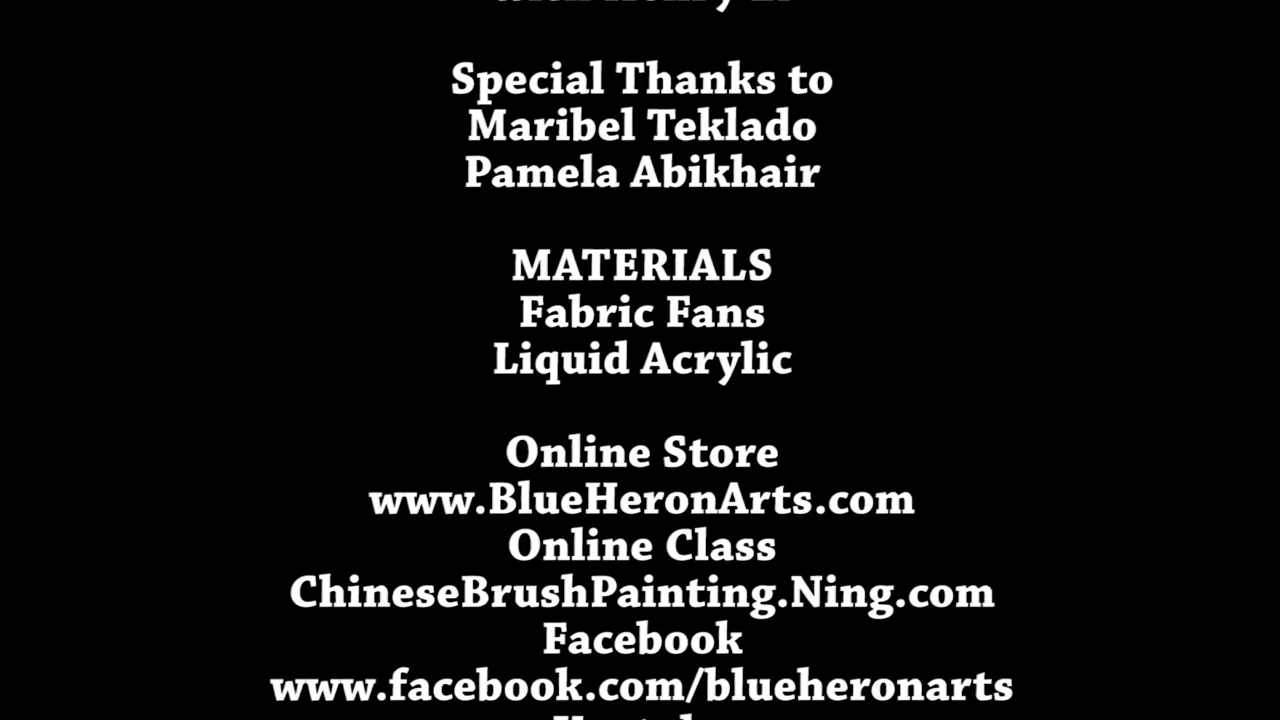 Special Thanks to
Maribel Teklado
Pamela Abikhair
MATERIALS
Fabric Fans
Liquid Acrylic
Online Store
www.BlueHeronArts.com
Online Class
ChineseBrushPainting.Ning.com
Facebook
www.facebook.com/blueheronarts